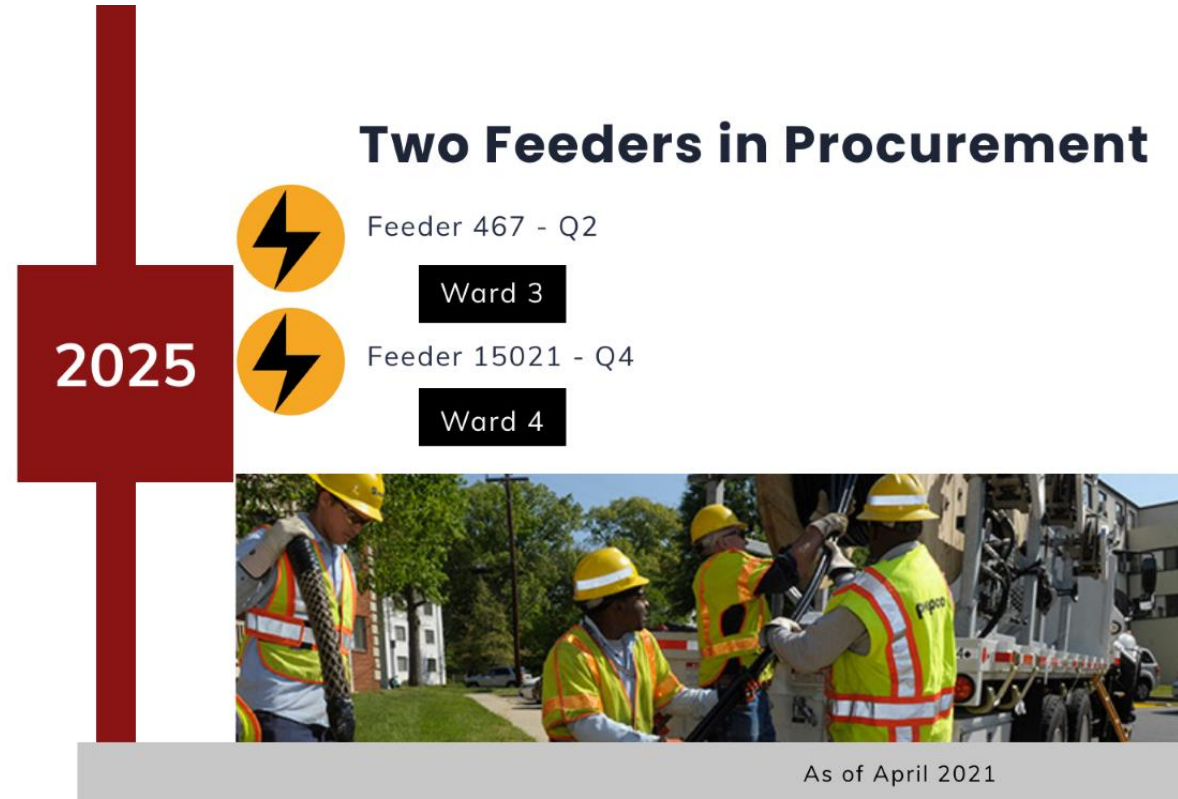 Two Feeders in Procurement
Feeder 467 - Q2
Ward 3
2025
Feeder 15021 - Q4
Ward 4
pepco
As of April 2021